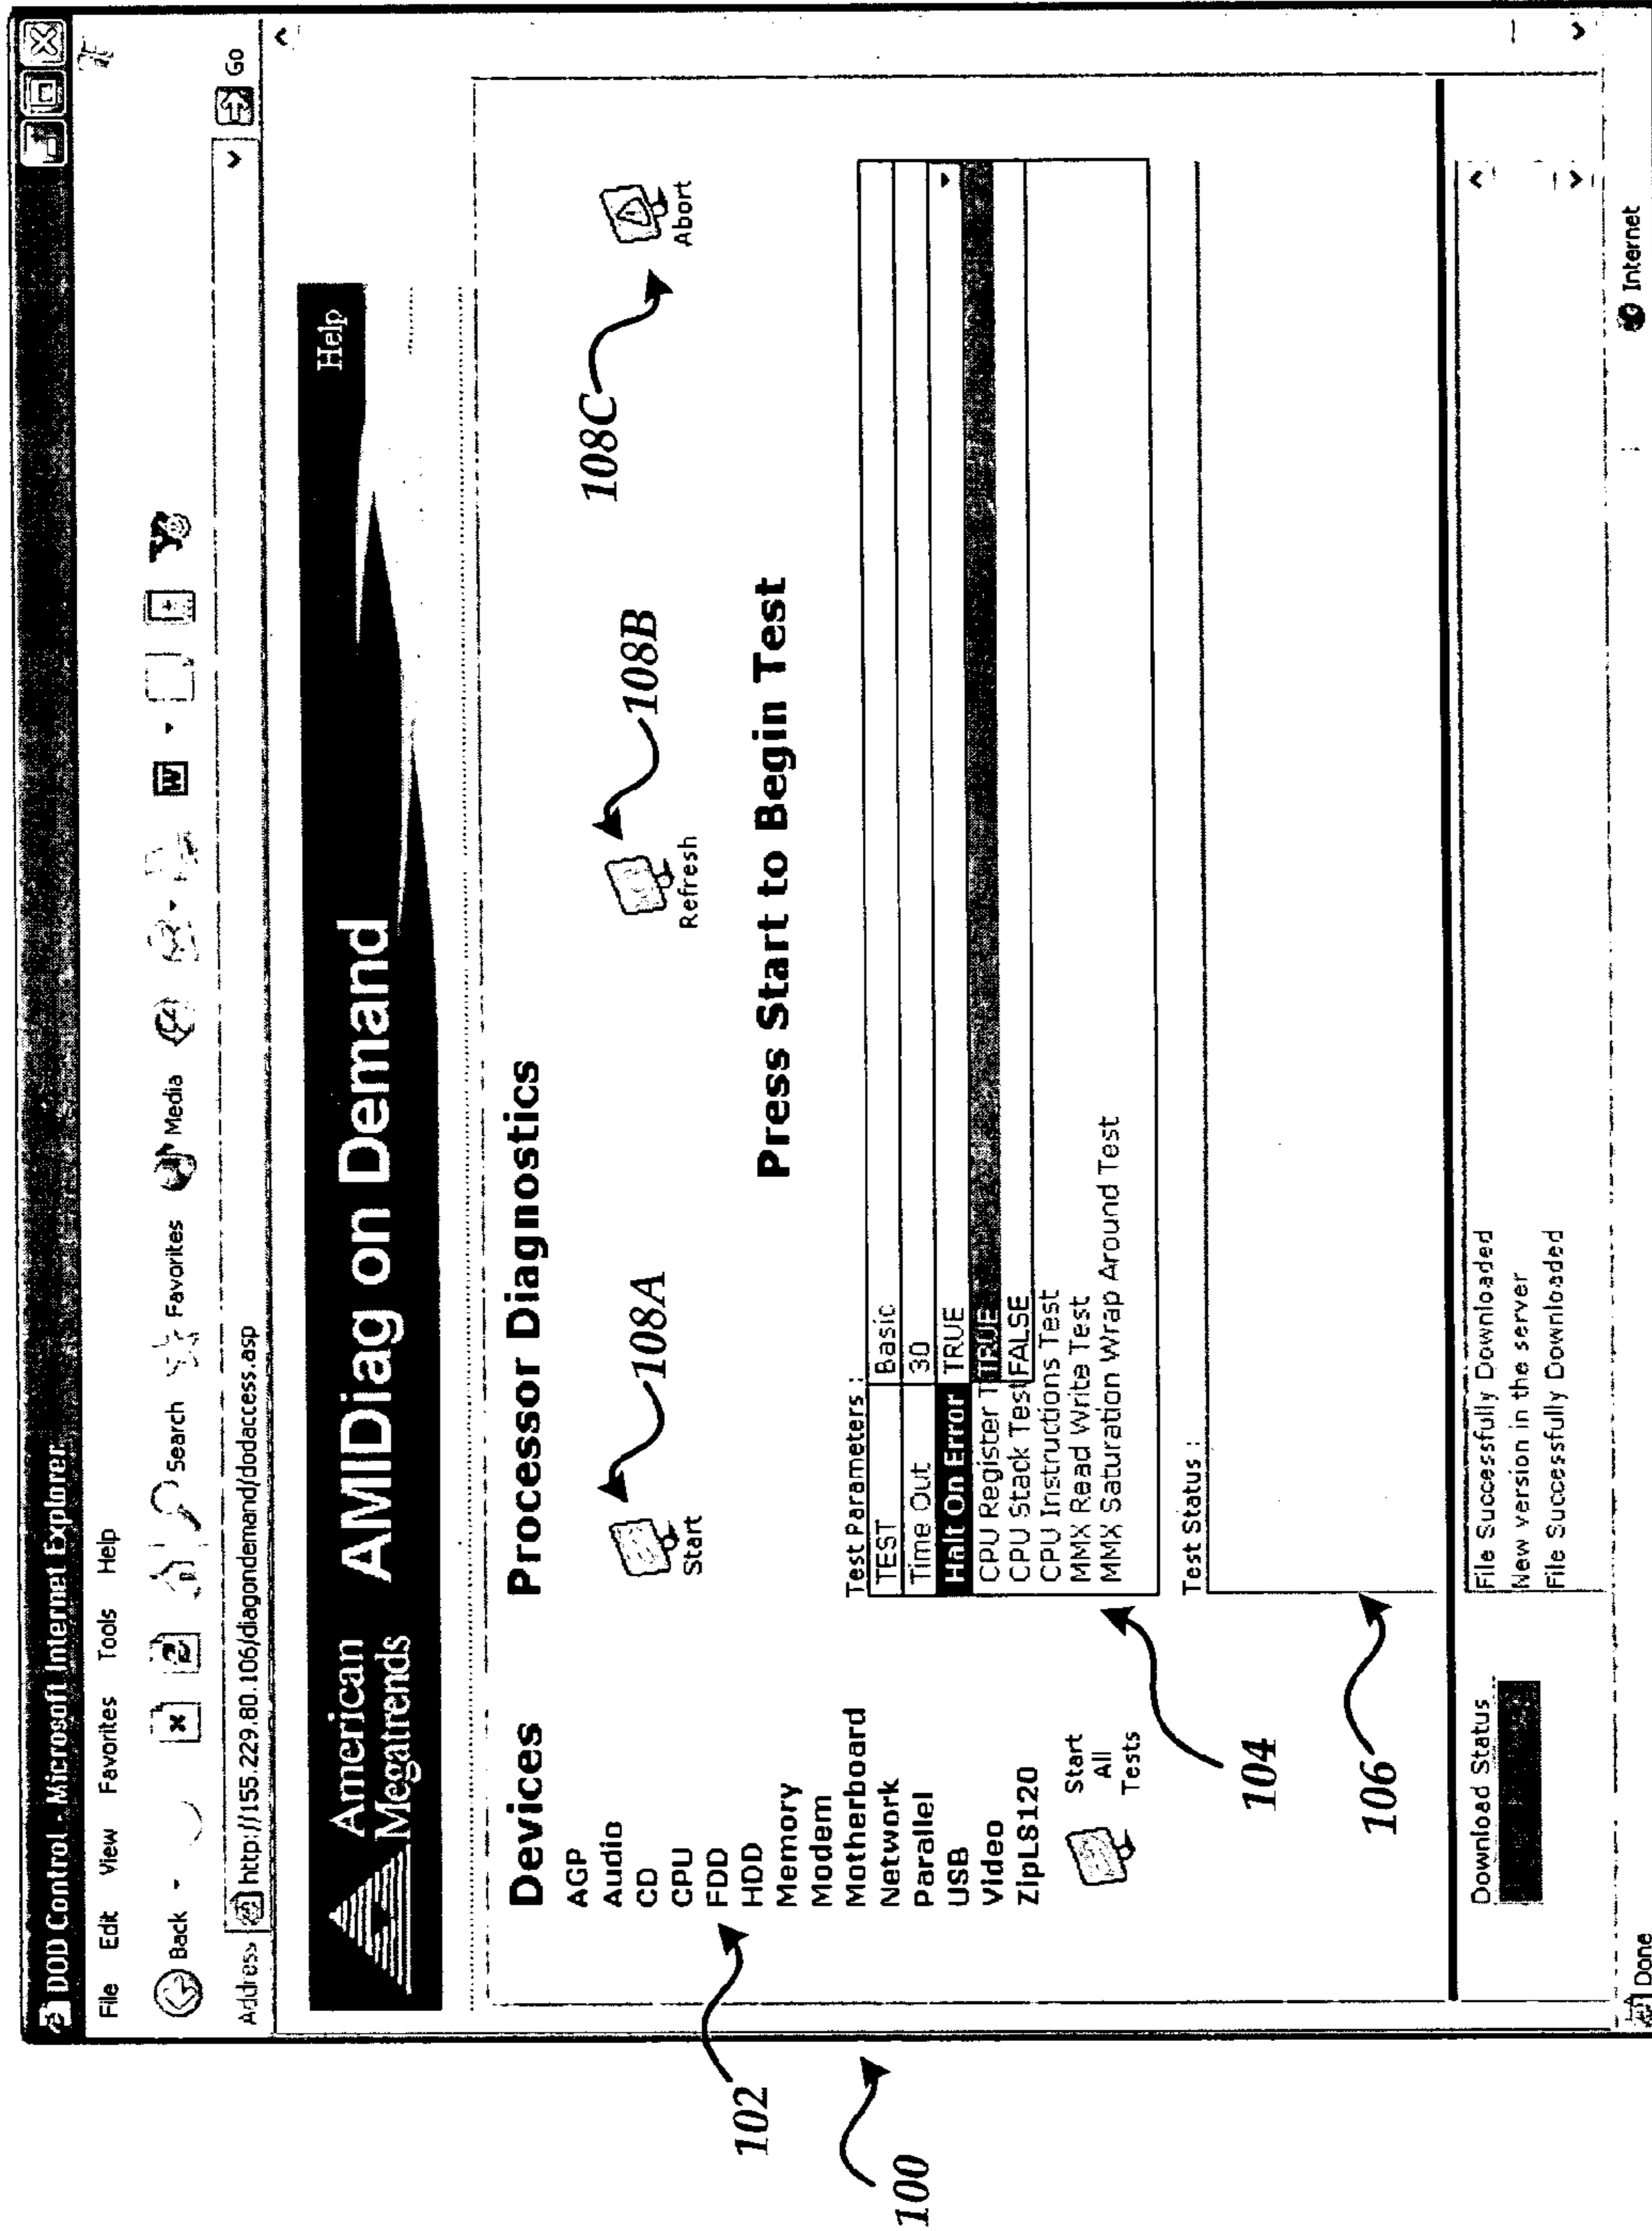 DOD Control - Microsoft Internet Explorer
File Edit View Favorites Tools Help
Back Search Favorites Media
Address http://155.229.80.106/diagondemand/dodaccess.asp Go
American Megatrends
AMIDiag on Demand
Help
Devices
AGP
Audio
CD
CPU
FDD
HDD
Memory
Modem
Motherboard
Network
Parallel
USB
Video
ZipLS120
Start All Tests
Processor Diagnostics
Start
108A
Refresh
108B
Abort
108C
Press Start to Begin Test
Test Parameters :
TEST Basic
Time Out 30
Halt On Error TRUE
CPU Register T TRUE
CPU Stack Test FALSE
CPU Instructions Test
MMX Read Write Test
MMX Saturation Wrap Around Test
Test Status :
102
100
104
106
Download Status
File Successfully Downloaded
New version in the server
File Successfully Downloaded
Done Internet